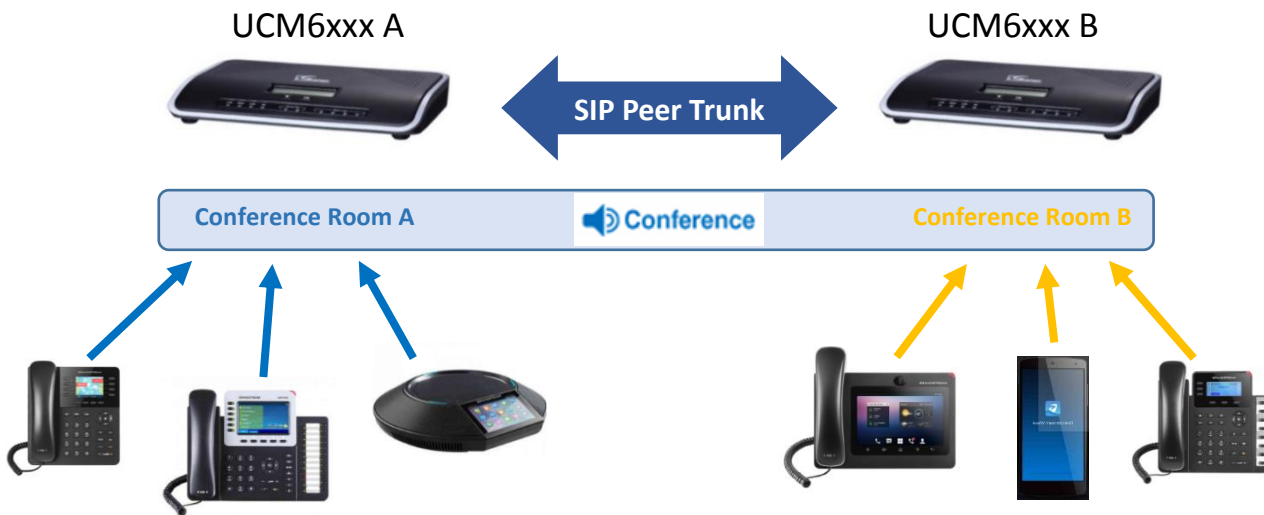 UCM6xxx A
UCM6xxx B
SIP Peer Trunk
Conference Room A
Conference
Conference Room B